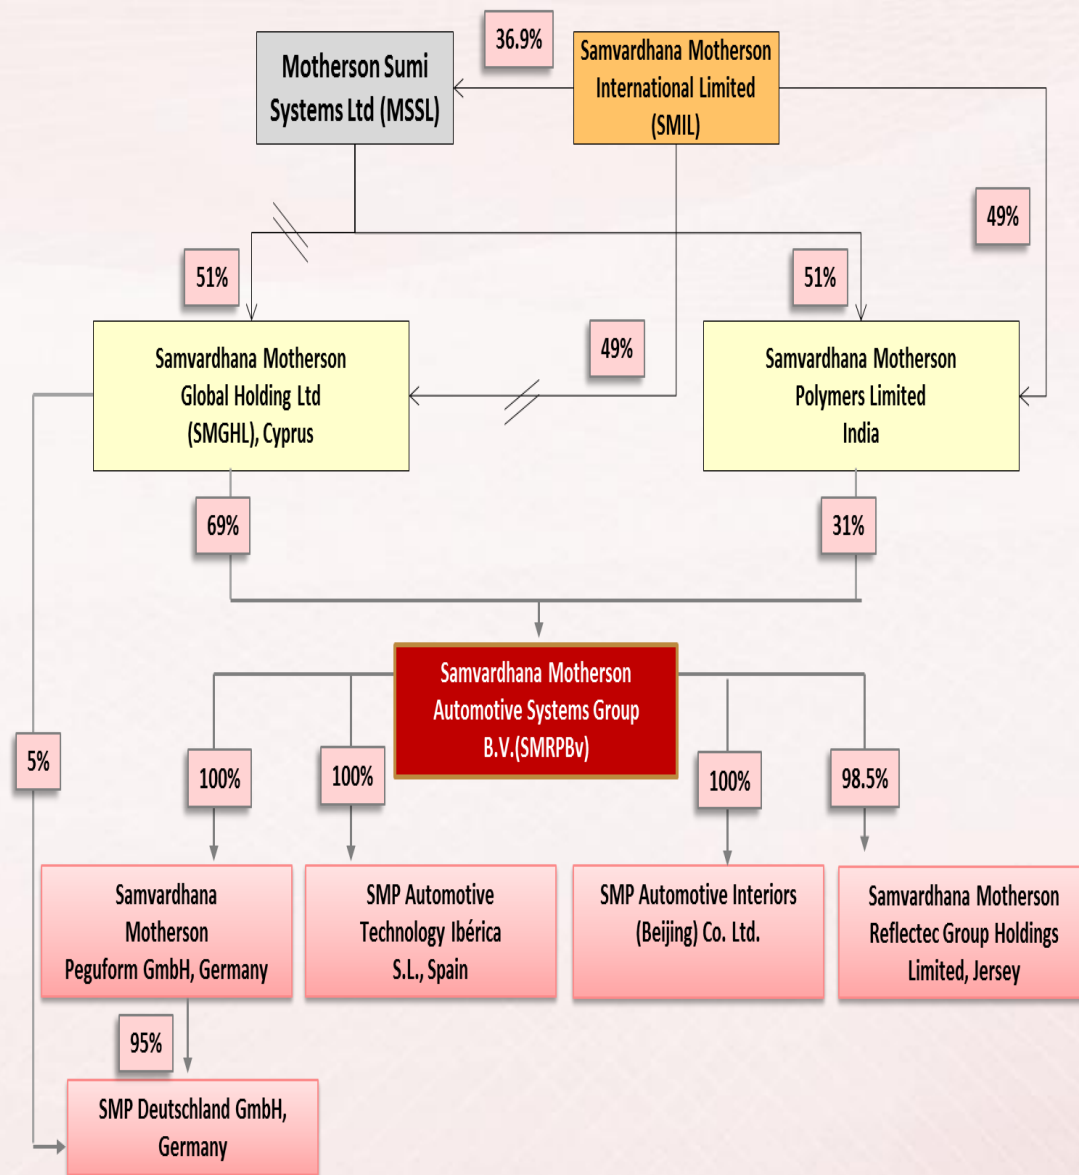 36.9%
Motherson Sumi
Systems Ltd (MSSL)
Samvardhana Motherson
International Limited
(SMIL)
49%
51%
51%
49%
Samvardhana Motherson
Global Holding Ltd
(SMGHL), Cyprus
Samvardhana Motherson
Polymers Limited
India
69%
31%
Samvardhana Motherson
Automotive Systems Group
B.V.(SMRPBv)
5%
100%
100%
100%
98.5%
Samvardhana
Motherson
Peguform GmbH, Germany
SMP Automotive
Technology Ibérica
S.L., Spain
SMP Automotive Interiors
(Beijing) Co. Ltd.
Samvardhana Motherson
Reflectec Group Holdings
Limited, Jersey
95%
SMP Deutschland GmbH,
Germany